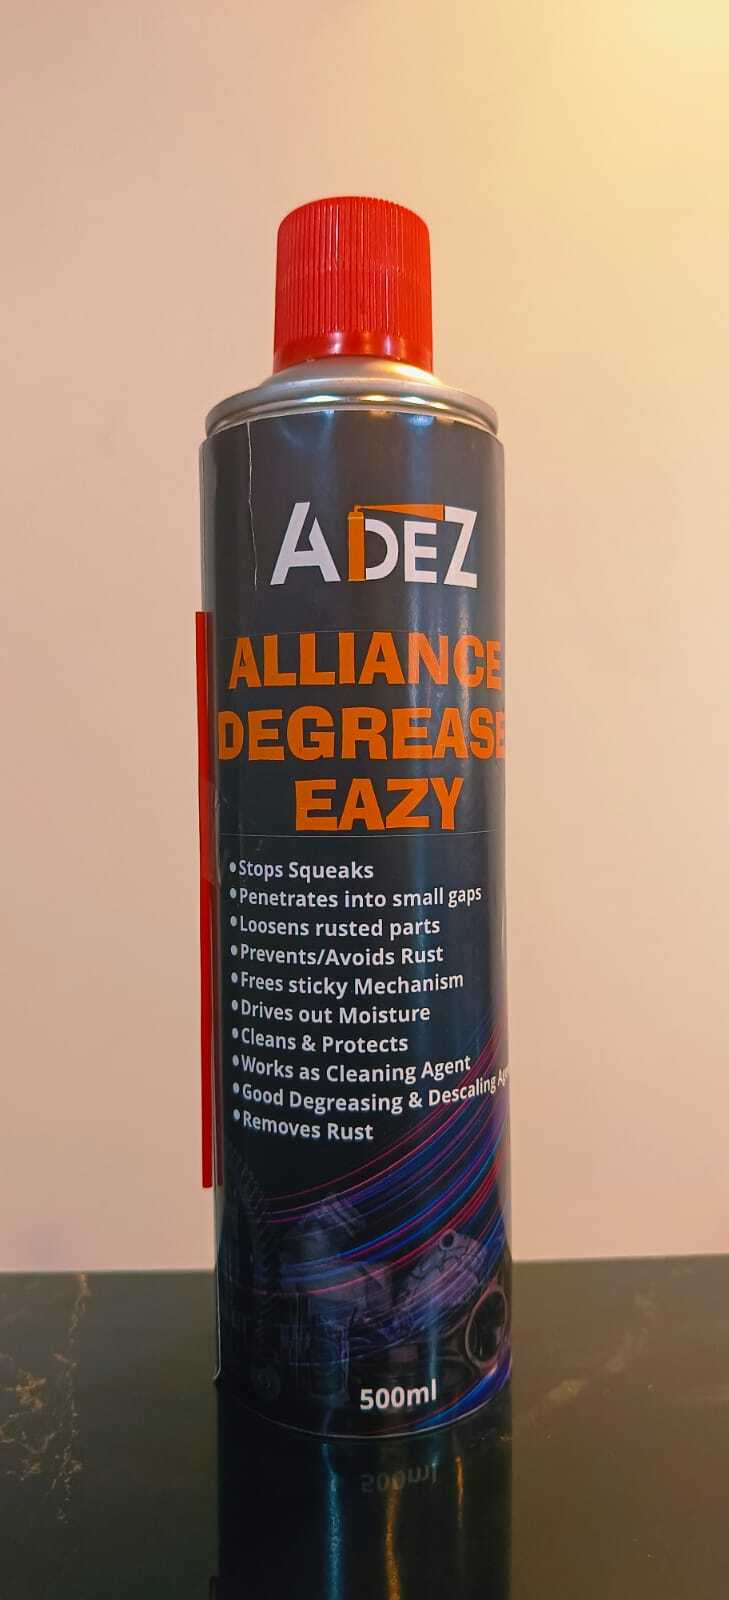 ADEZ
ALLIANCE
DEGREASE
EAZY
•Stops Squeaks
•Penetrates into small gaps
•Loosens rusted parts
•Prevents/Avoids Rust
•Frees sticky Mechanism
•Drives out Moisture
•Cleans & Protects
•Works as Cleaning Agent
•Good Degreasing & Descaling
•Removes Rust
500ml